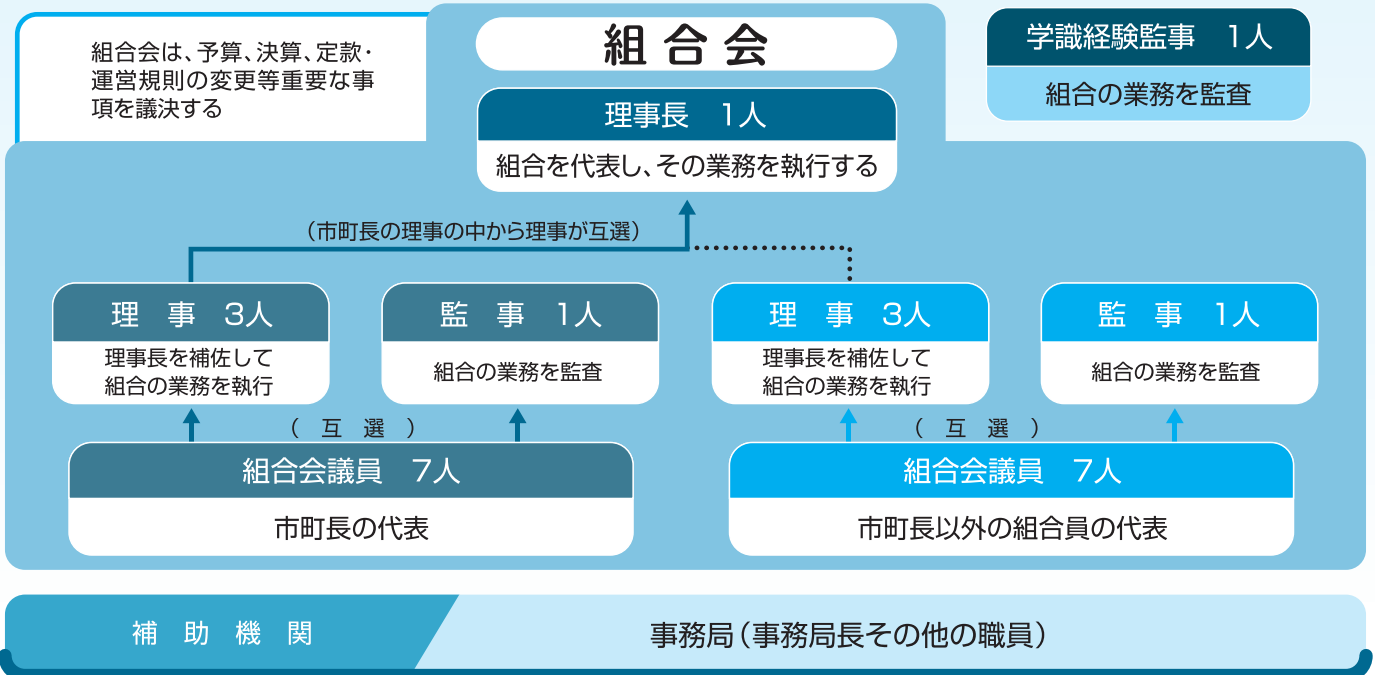 組合会は、予算、決算、定款・
運営規則の変更等重要な事
項を議決する
組合会
理事長 1人
組合を代表し、その業務を執行する
学識経験監事 1人
組合の業務を監査
（市町長の理事の中から理事が互選）
理事 3人
理事長を補佐して
組合の業務を執行
監事 1人
組合の業務を監査
理事 3人
理事長を補佐して
組合の業務を執行
監事 1人
組合の業務を監査
（互選）
組合会議員 7人
市町長の代表
（互選）
組合会議員 7人
市町長以外の組合員の代表
補助機関
事務局（事務局長その他の職員）